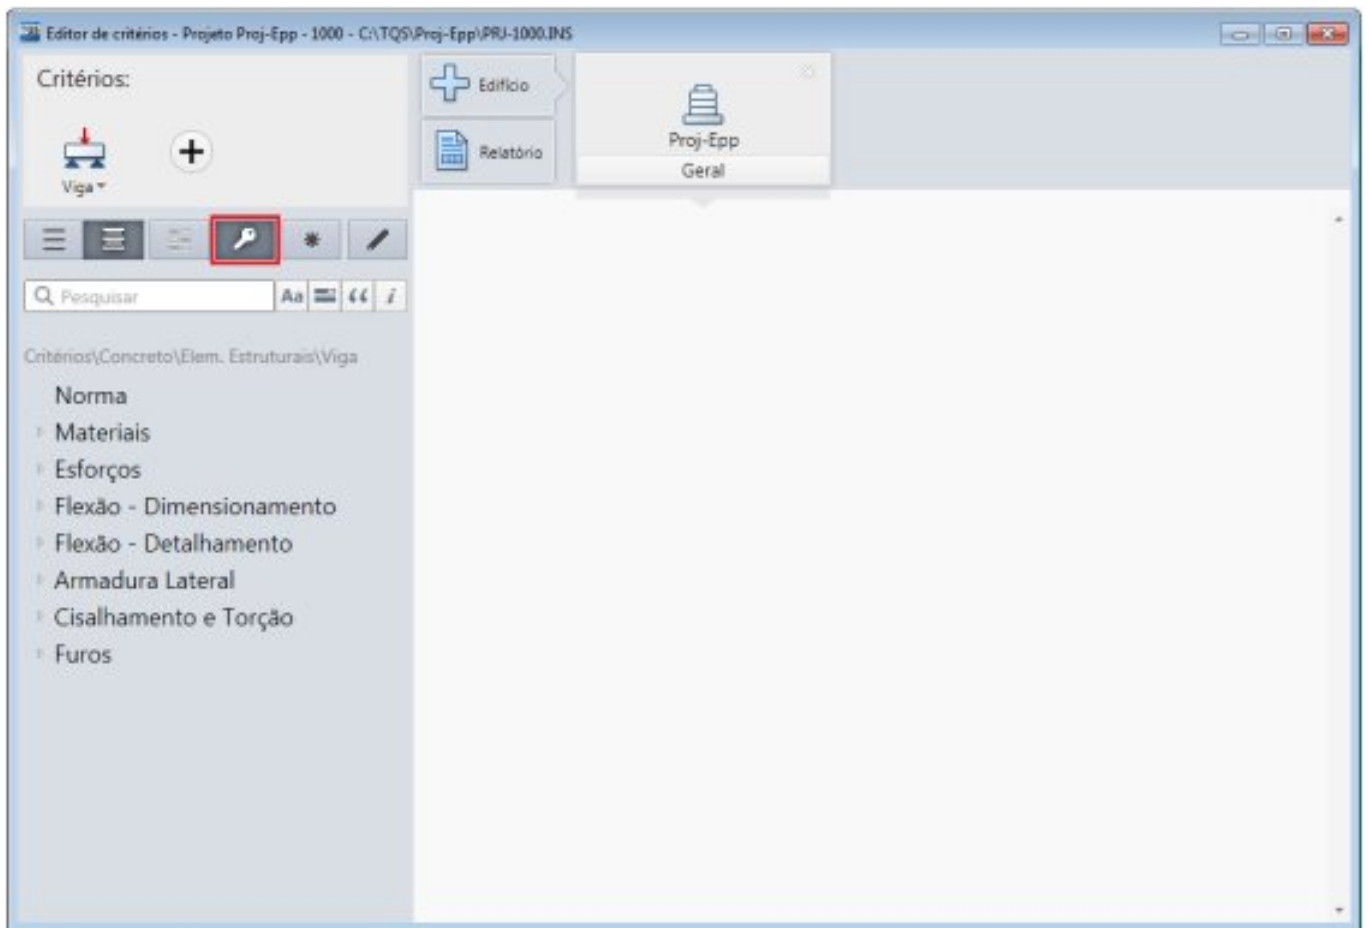 Editor de critérios - Projeto Proj-Epp - 1000 - C:\TQS\Proj-Epp\PRJ-1000.INS
Critérios:
Viga
Edifício
Relatório
Proj-Epp
Geral
Pesquisar
Aa
“
i
Critérios\Concreto\Elem. Estruturais\Viga
Norma
Materiais
Esforços
Flexão - Dimensionamento
Flexão - Detalhamento
Armadura Lateral
Cisalhamento e Torção
Furos